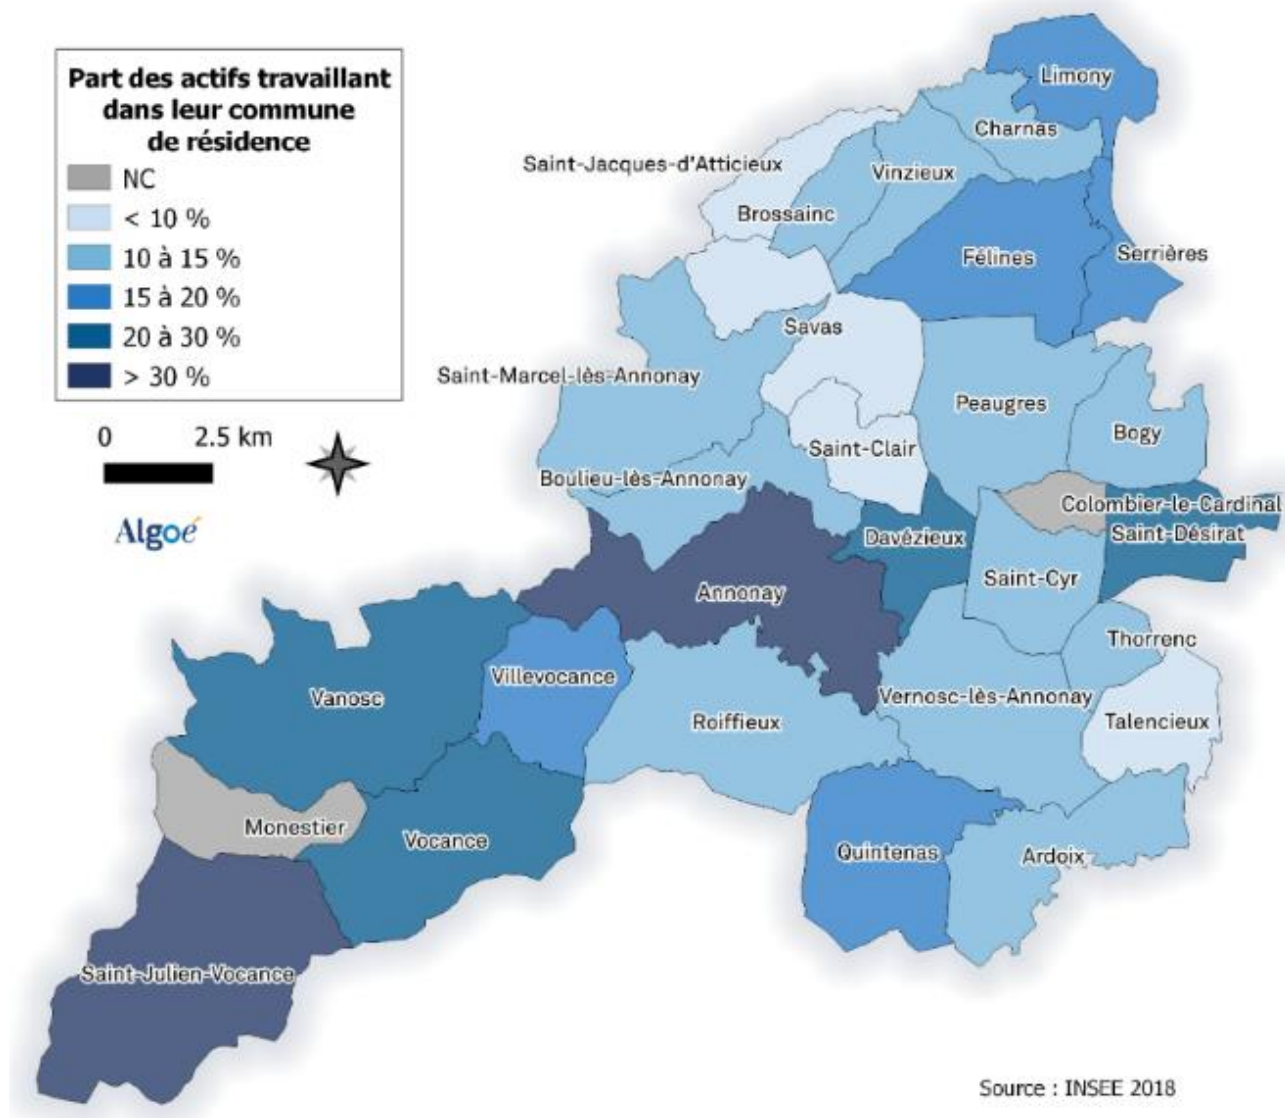 Part des actifs travaillant
dans leur commune
de résidence
NC
< 10 %
10 à 15 %
15 à 20 %
20 à 30 %
> 30 %
0 2.5 km
Algoé
Limony
Charnas
Saint-Jacques-d'Atticieux
Vinzieux
Brossainc
Félines
Serrières
Savas
Saint-Marcel-lès-Annonay
Peaugres
Bogy
Saint-Clair
Boulieu-lès-Annonay
Colombier-le-Cardinal
Saint-Désirat
Davézieux
Saint-Cyr
Annonay
Thorrenc
Villevocance
Vanosc
Vernosc-lès-Annonay
Roiffieux
Talencieux
Monestier
Vocance
Quintenas
Ardoix
Saint-Julien-Vocance
Source : INSEE 2018